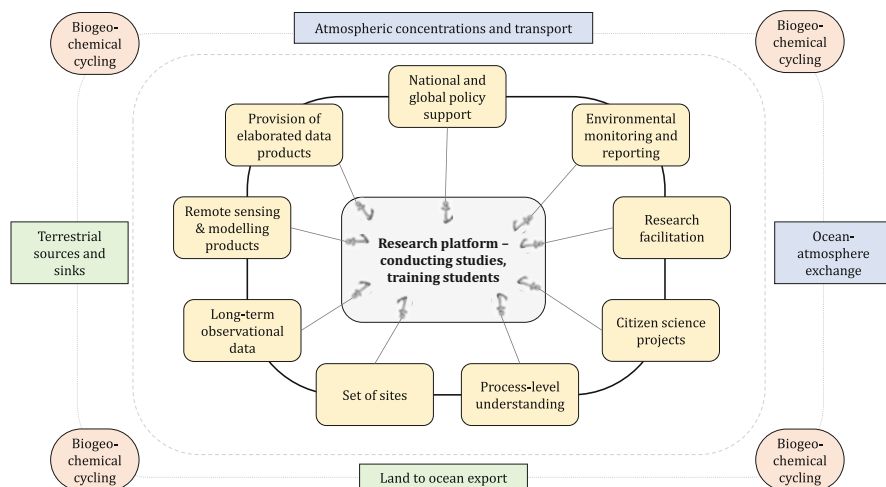 Biogeo-
chemical
cycling
Atmospheric concentrations and transport
Biogeo-
chemical
cycling
National and
global policy
support
Provision of
elaborated data
products
Environmental
monitoring and
reporting
Remote sensing
& modelling
products
Research
facilitation
Terrestrial
sources and
sinks
Research platform –
conducting studies,
training students
Ocean-
atmosphere
exchange
Long-term
observational
data
Citizen science
projects
Set of sites
Process-level
understanding
Biogeo-
chemical
cycling
Land to ocean export
Biogeo-
chemical
cycling